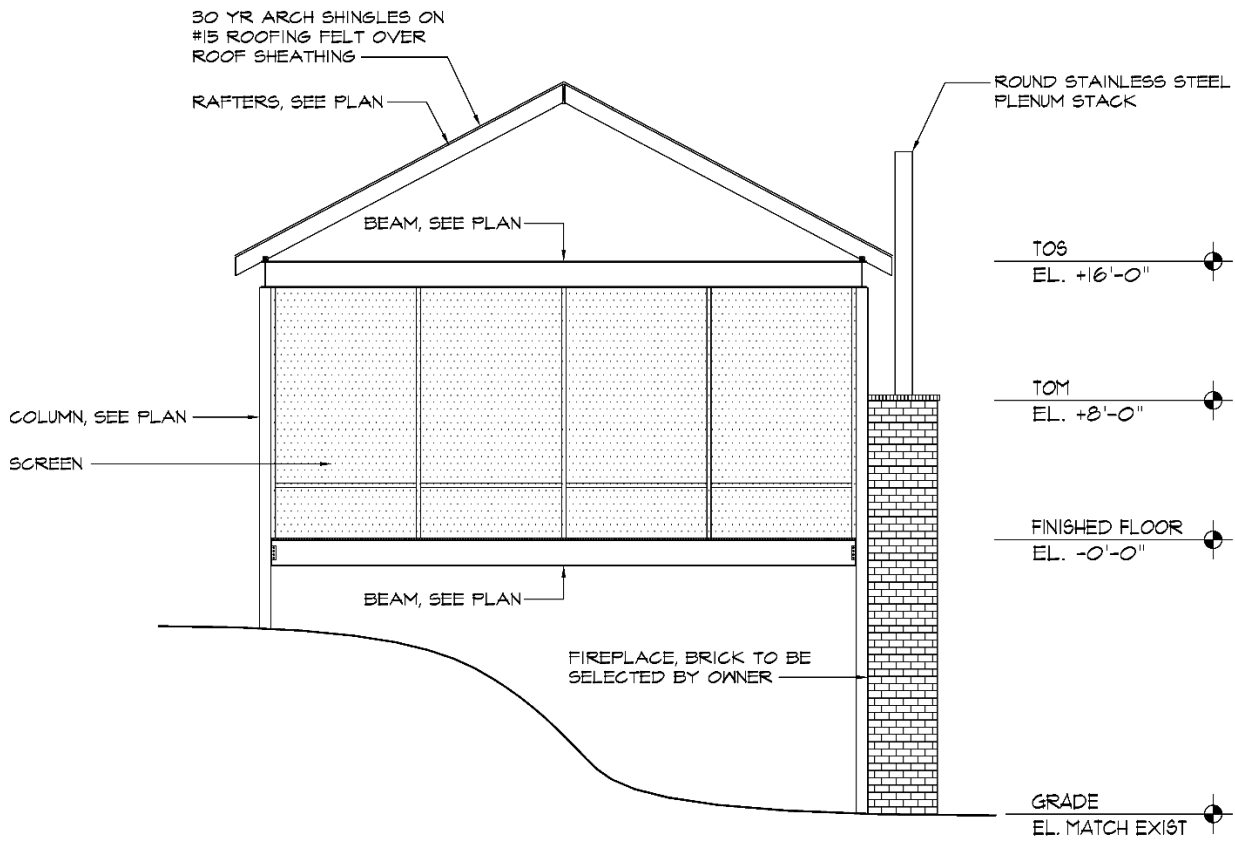 30 YR ARCH SHINGLES ON
#15 ROOFING FELT OVER
ROOF SHEATHING
RAFTERS, SEE PLAN
ROUND STAINLESS STEEL
PLENUM STACK
BEAM, SEE PLAN
TOS
EL. +16'-0"
TOM
EL. +8'-0"
COLUMN, SEE PLAN
SCREEN
FINISHED FLOOR
EL. -0'-0"
BEAM, SEE PLAN
FIREPLACE, BRICK TO BE
SELECTED BY OWNER
GRADE
EL. MATCH EXIST